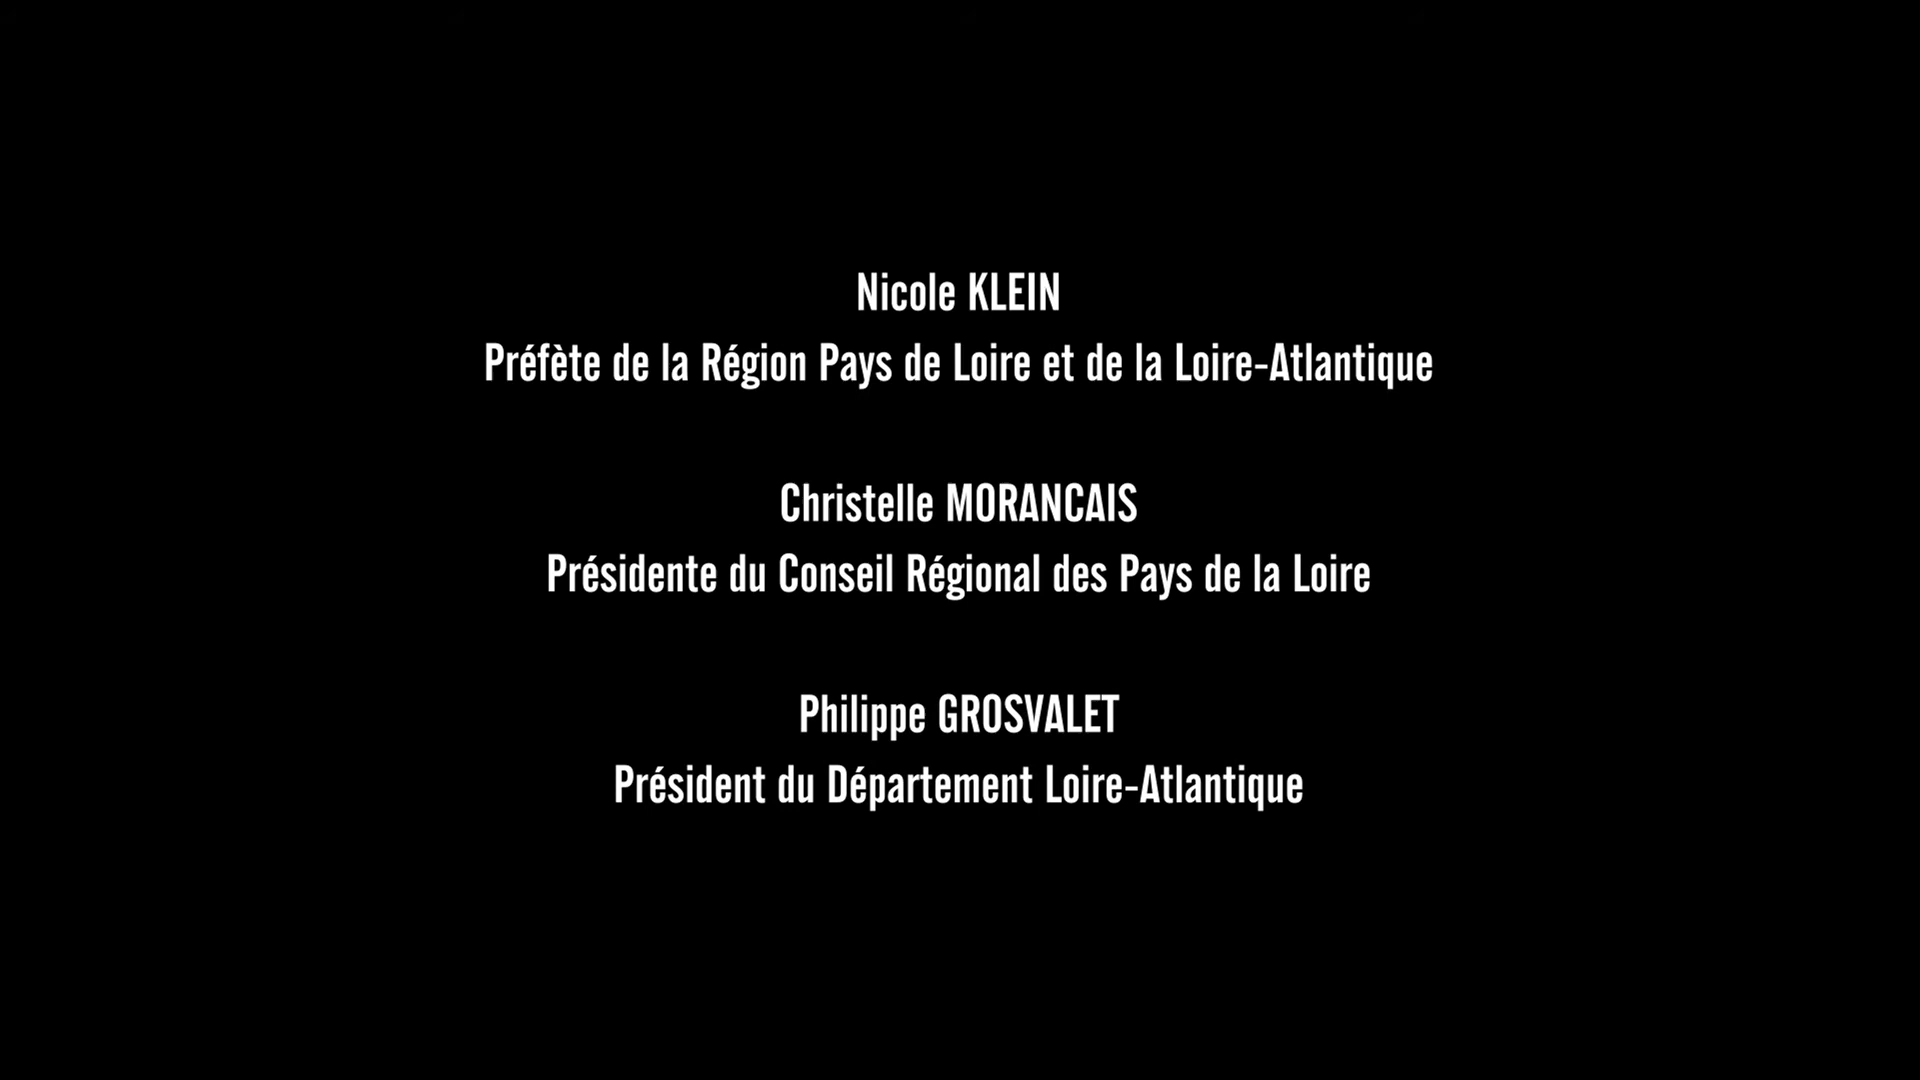 Nicole KLEIN
Préfète de la Région Pays de Loire et de la Loire-Atlantique
Christelle MORANCAIS
Présidente du Conseil Régional des Pays de la Loire
Philippe GROSVALET
Président du Département Loire-Atlantique